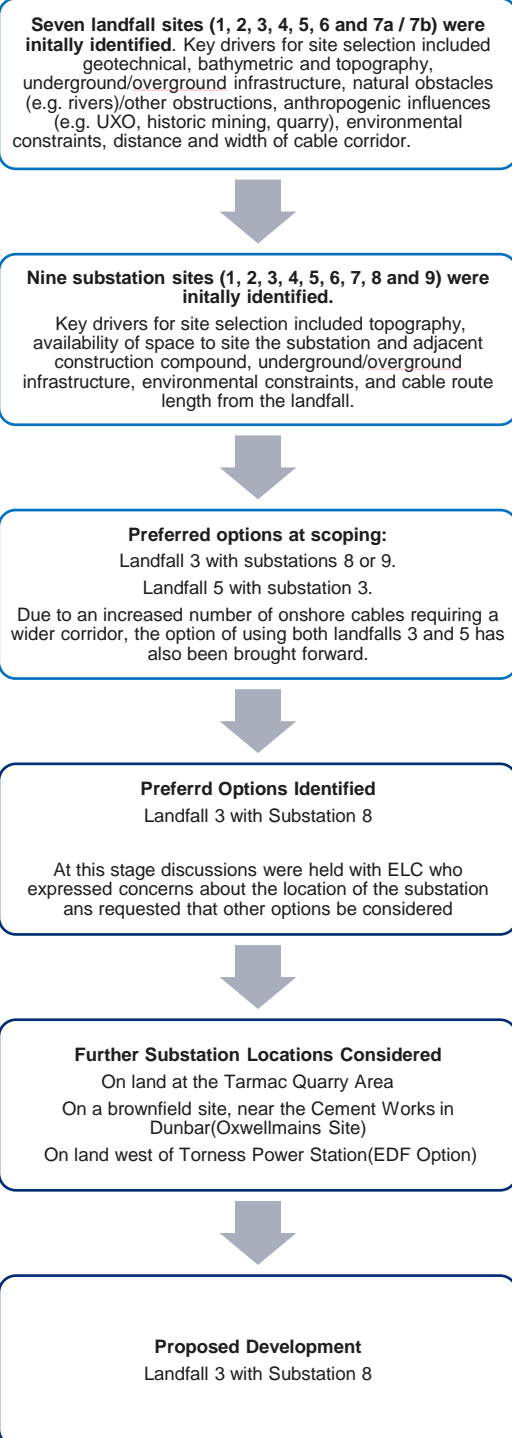 Seven landfall sites (1, 2, 3, 4, 5, 6 and 7a / 7b) were
initally identified. Key drivers for site selection included
geotechnical, bathymetric and topography,
underground/overground infrastructure, natural obstacles
(e.g. rivers)/other obstructions, anthropogenic influences
(e.g. UXO, historic mining, quarry), environmental
constraints, distance and width of cable corridor.
Nine substation sites (1, 2, 3, 4, 5, 6, 7, 8 and 9) were
initally identified.
Key drivers for site selection included topography,
availability of space to site the substation and adjacent
construction compound, underground/overground
infrastructure, environmental constraints, and cable route
length from the landfall.
Preferred options at scoping:
Landfall 3 with substations 8 or 9.
Landfall 5 with substation 3.
Due to an increased number of onshore cables requiring a
wider corridor, the option of using both landfalls 3 and 5 has
also been brought forward.
Preferrd Options Identified
Landfall 3 with Substation 8
At this stage discussions were held with ELC who
expressed concerns about the location of the substation
ans requested that other options be considered
Further Substation Locations Considered
On land at the Tarmac Quarry Area
On a brownfield site, near the Cement Works in
Dunbar(Oxwellmains Site)
On land west of Torness Power Station(EDF Option)
Proposed Development
Landfall 3 with Substation 8